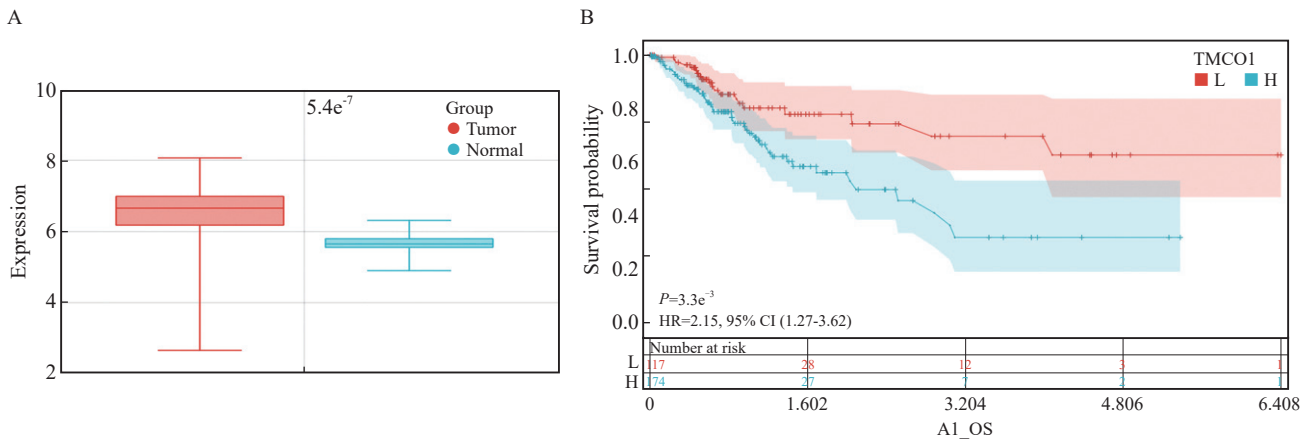 A
10
8
6
4
2
Expression
5.4e⁻⁷
Group
Tumor
Normal
B
1.0
0.8
0.6
0.4
0.2
0.0
Survival probability
TMCO1
L H
P=3.3e⁻³
HR=2.15, 95% CI (1.27-3.62)
Number at risk
L 117 28 12 3 1
H 174 27 7 2 1
0 1.602 3.204 4.806 6.408
A1_OS